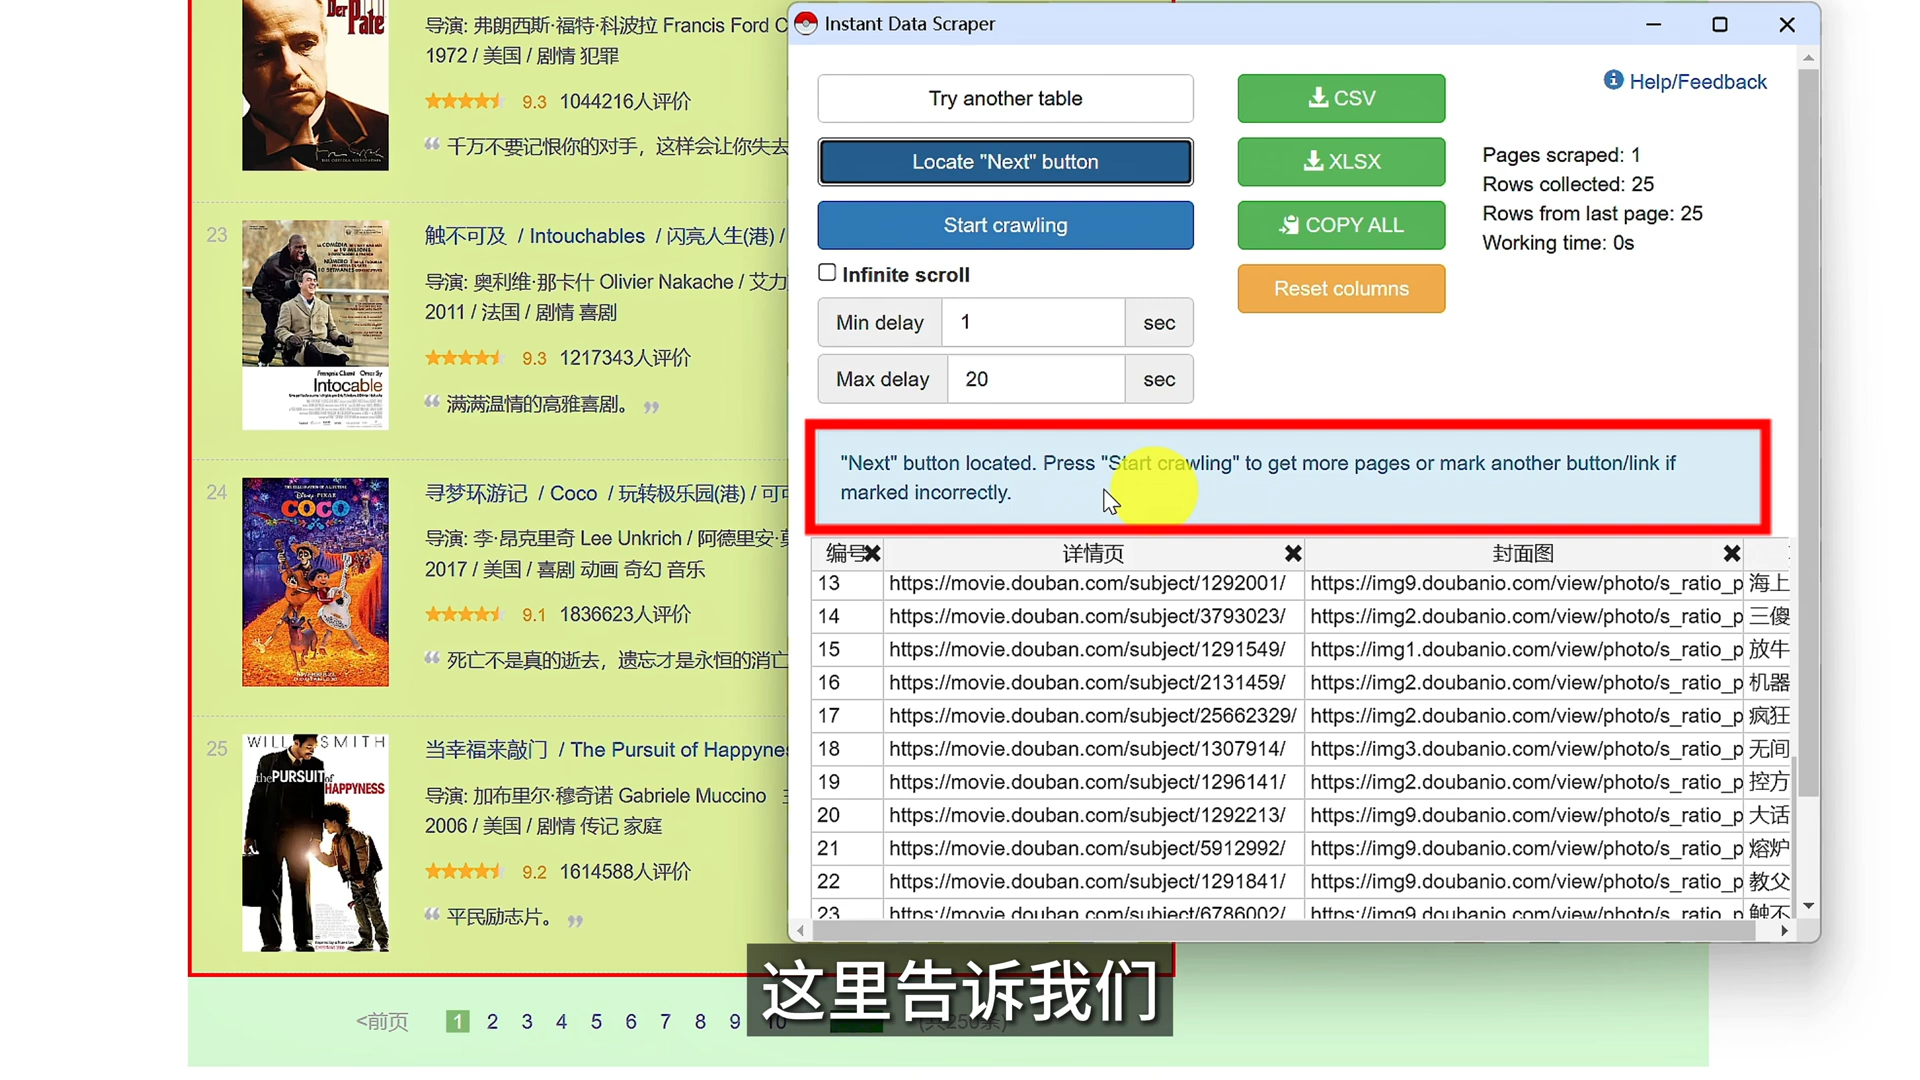 Der Pate
导演: 弗朗西斯·福特·科波拉 Francis Ford C
1972 / 美国 / 剧情 犯罪
9.3 1044216人评价
千万不要记恨你的对手，这样会让你失去
23
触不可及 / Intouchables / 闪亮人生(港) /
导演: 奥利维·那卡什 Olivier Nakache / 艾力
2011 / 法国 / 剧情 喜剧
9.3 1217343人评价
满满温情的高雅喜剧。
Intocable
24
寻梦环游记 / Coco / 玩转极乐园(港) / 可
导演: 李·昂克里奇 Lee Unkrich / 阿德里安·
2017 / 美国 / 喜剧 动画 奇幻 音乐
9.1 1836623人评价
死亡不是真的逝去，遗忘才是永恒的消亡
DISNEY·PIXAR
COCO
25
当幸福来敲门 / The Pursuit of Happynes
导演: 加布里尔·穆奇诺 Gabriele Muccino
2006 / 美国 / 剧情 传记 家庭
9.2 1614588人评价
平民励志片。
WILL SMITH
the PURSUIT of
HAPPYNESS
<前页 1 2 3 4 5 6 7 8 9 10
Instant Data Scraper
Try another table
Locate "Next" button
Start crawling
Infinite scroll
Min delay 1 sec
Max delay 20 sec
CSV
XLSX
COPY ALL
Reset columns
Help/Feedback
Pages scraped: 1
Rows collected: 25
Rows from last page: 25
Working time: 0s
"Next" button located. Press "Start crawling" to get more pages or mark another button/link if
marked incorrectly.
编号 详情页 封面图
13 https://movie.douban.com/subject/1292001/ https://img9.doubanio.com/view/photo/s_ratio_p 海上
14 https://movie.douban.com/subject/3793023/ https://img2.doubanio.com/view/photo/s_ratio_p 三傻
15 https://movie.douban.com/subject/1291549/ https://img1.doubanio.com/view/photo/s_ratio_p 放牛
16 https://movie.douban.com/subject/2131459/ https://img2.doubanio.com/view/photo/s_ratio_p 机器
17 https://movie.douban.com/subject/25662329/ https://img2.doubanio.com/view/photo/s_ratio_p 疯狂
18 https://movie.douban.com/subject/1307914/ https://img3.doubanio.com/view/photo/s_ratio_p 无间
19 https://movie.douban.com/subject/1296141/ https://img2.doubanio.com/view/photo/s_ratio_p 控方
20 https://movie.douban.com/subject/1292213/ https://img9.doubanio.com/view/photo/s_ratio_p 大话
21 https://movie.douban.com/subject/5912992/ https://img9.doubanio.com/view/photo/s_ratio_p 熔炉
22 https://movie.douban.com/subject/1291841/ https://img9.doubanio.com/view/photo/s_ratio_p 教父
23 https://movie.douban.com/subject/6786002/ https://img9.doubanio.com/view/photo/s_ratio_p 触不
这里告诉我们